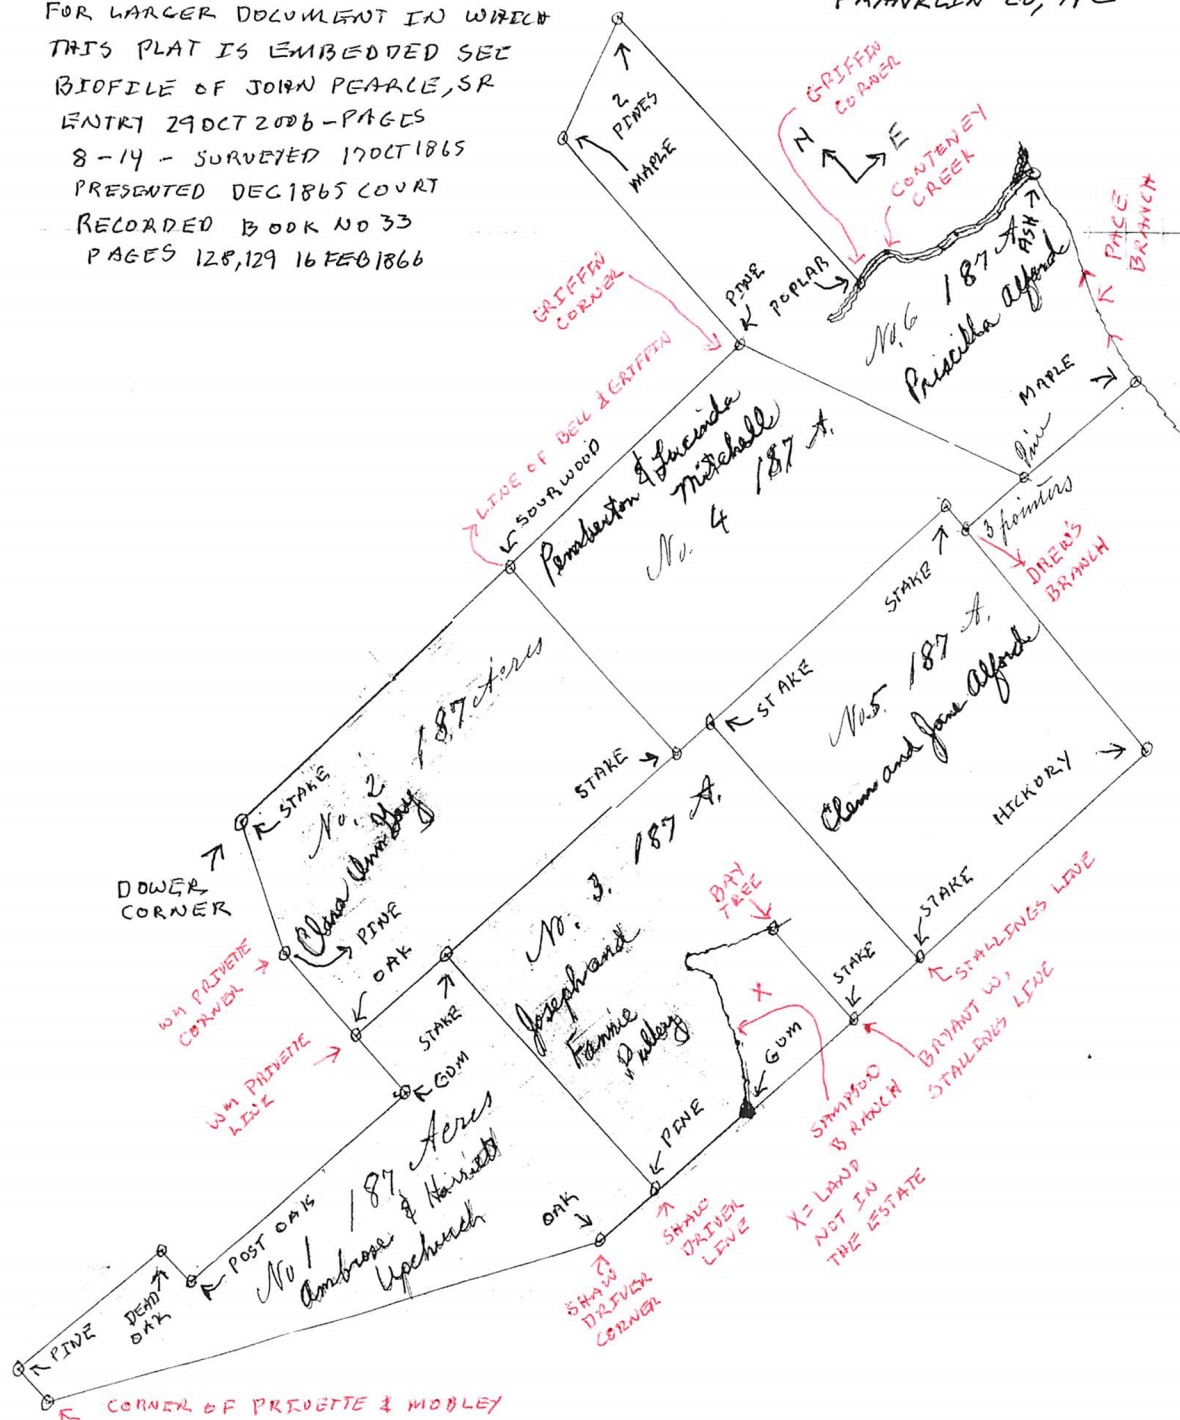 FOR LARGER DOCUMENT IN WHICH
THIS PLAT IS EMBEDDED SEE
BIOFILE OF JOHN PEARCE, SR
ENTRY 29 OCT 2006 - PAGES
8 - 14 - SURVEYED 17 OCT 1865
PRESENTED DEC 1865 COURT
RECORDED BOOK NO 33
PAGES 128, 129 16 FEB 1866
FRANKLIN CO, NC
2
PINES
MAPLE
GRIFFIN
CORNER
N
E
CONTENEY
CREEK
PACE
BRANCH
ASH
No. 6 187 A
Priscilla Alford
PINE
POPLAR
GRIFFIN
CORNER
MAPLE
Pine
3 pointers
DREW'S
BRANCH
LINE OF BELL & GRIFFIN
SOURWOOD
Pemberton & Lucinda
Mitchell
No. 4 187 A.
STAKE
STAKE
No. 5 187 A.
Clem and Jane Alford
HICKORY
STAKE
STALLINGS LINE
STAKE
No. 2 187 Acres
Clara Ann Gay
DOWER
CORNER
PINE
WM PRIVETTE
CORNER
OAK
WM PRIVETTE
LINE
STAKE
STAKE
No. 3. 187 A.
Joseph and
Fannie
Pulley
BAY
TREE
X
STAKE
BRYANT W.
STALLINGS LINE
GUM
SAMPSON
BRANCH
X = LAND
NOT IN
THE ESTATE
PINE
SHAW
DRIVER
LINE
GUM
No 1 187 Acres
Ambrose & Harriett
Upchurch
OAK
SHAW
DRIVER
CORNER
POST OAK
DEAD
OAK
PINE
CORNER OF PRIVETTE & MOBLEY